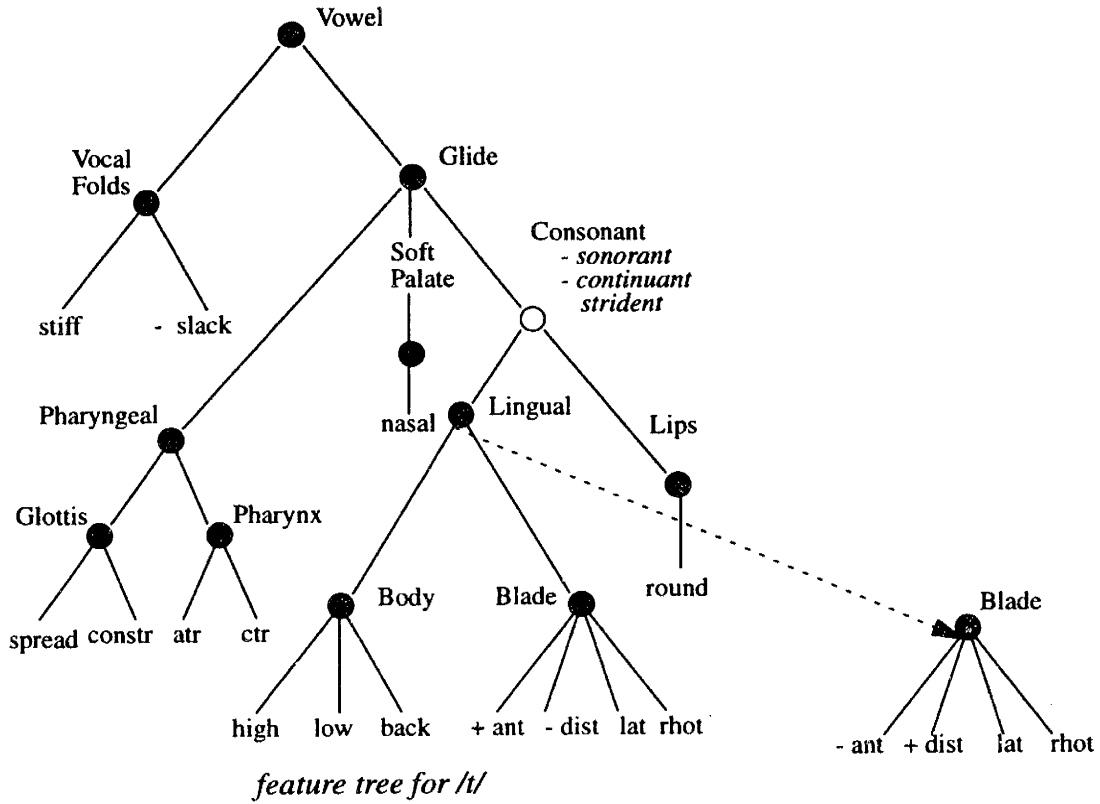 Vowel
Vocal
Folds
Glide
Consonant
- sonorant
- continuant
strident
Soft
Palate
stiff
- slack
Pharyngeal
nasal
Lingual
Lips
Glottis
Pharynx
round
Body
Blade
Blade
spread
constr
atr
ctr
high
low
back
+ ant
- dist
lat
rhot
- ant
+ dist
lat
rhot
feature tree for /t/